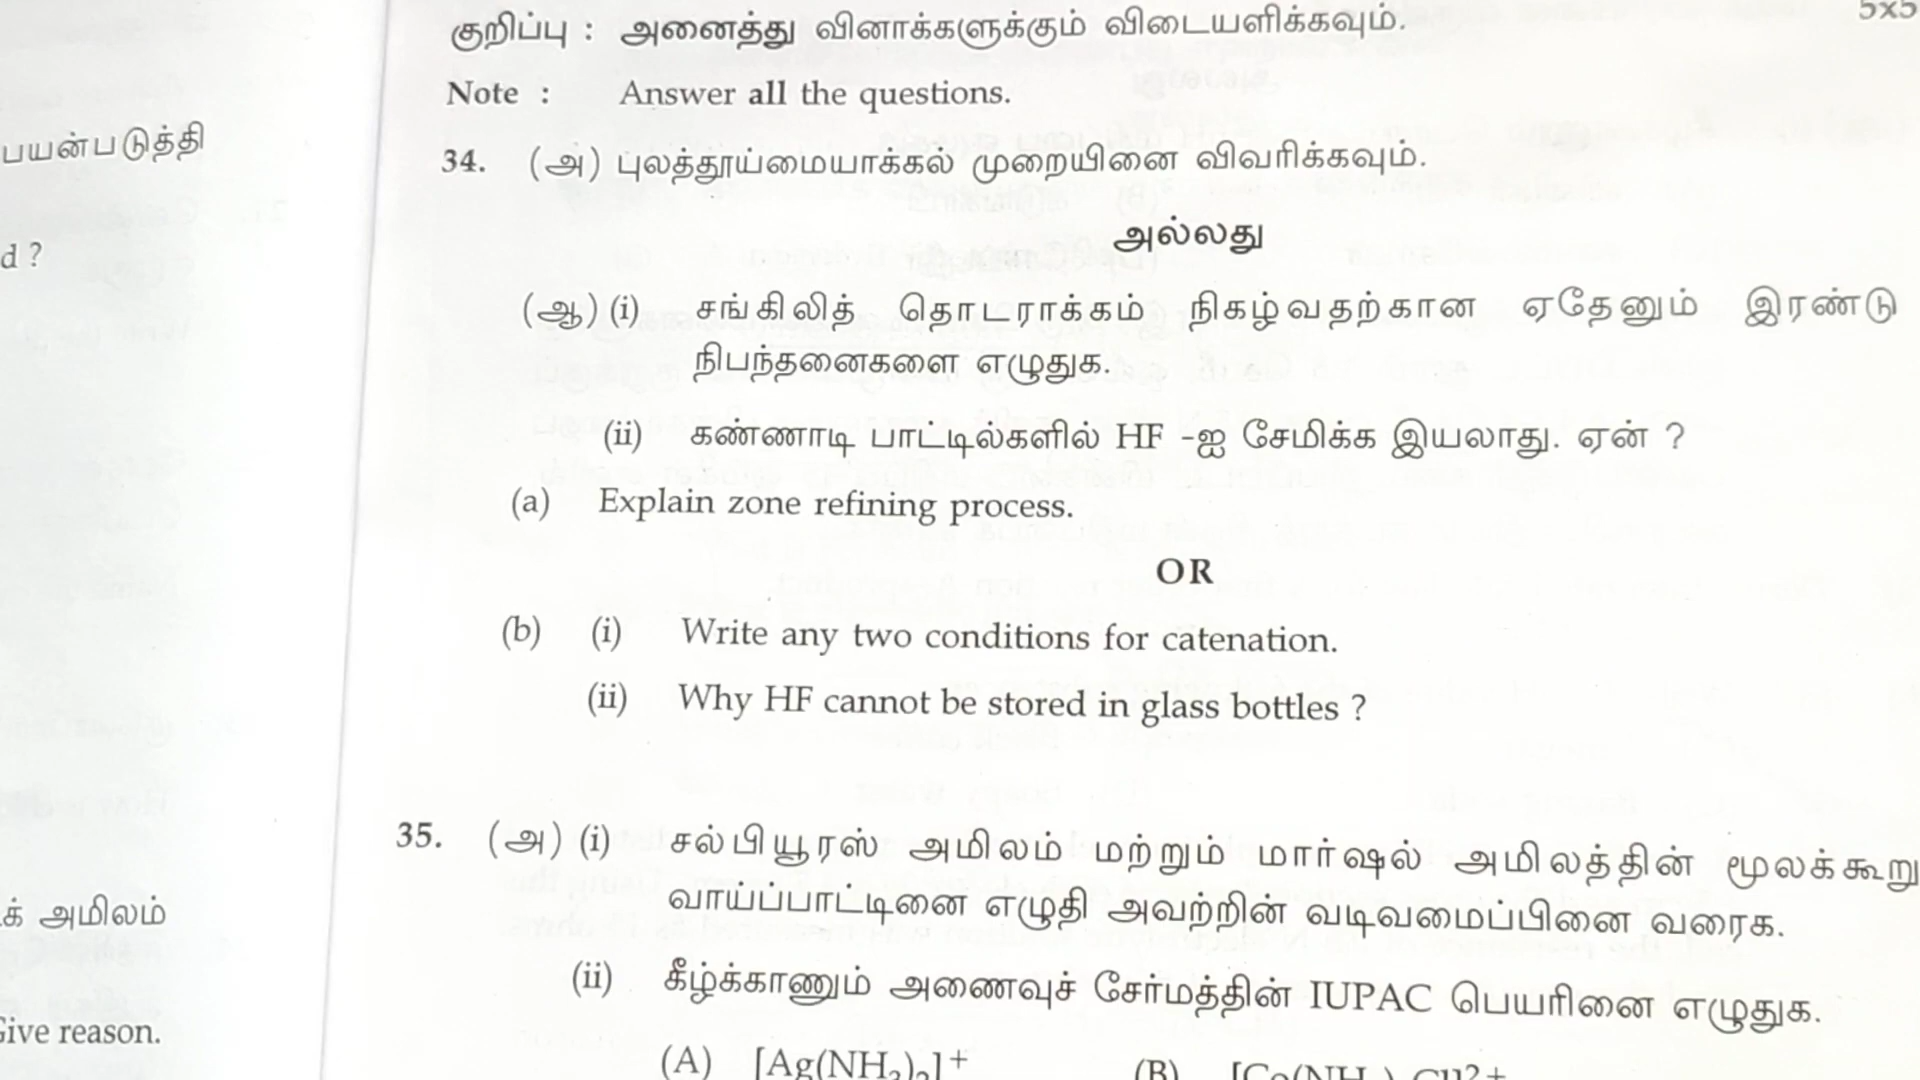 குறிப்பு : அனைத்து வினாக்களுக்கும் விடையளிக்கவும். 5x5
Note : Answer all the questions.
பயன்படுத்தி
34. (அ) புலத்தூய்மையாக்கல் முறையினை விவரிக்கவும்.
அல்லது
d ?
(ஆ) (i) சங்கிலித் தொடராக்கம் நிகழ்வதற்கான ஏதேனும் இரண்டு
நிபந்தனைகளை எழுதுக.
(ii) கண்ணாடி பாட்டில்களில் HF -ஐ சேமிக்க இயலாது. ஏன் ?
(a) Explain zone refining process.
OR
(b) (i) Write any two conditions for catenation.
(ii) Why HF cannot be stored in glass bottles ?
35. (அ) (i) சல்பியூரஸ் அமிலம் மற்றும் மார்ஷல் அமிலத்தின் மூலக்கூறு
வாய்ப்பாட்டினை எழுதி அவற்றின் வடிவமைப்பினை வரைக.
அமிலம்
(ii) கீழ்க்காணும் அணைவுச் சேர்மத்தின் IUPAC பெயரினை எழுதுக.
Give reason.
(A) [Ag(NH₃)₂]⁺ (B)